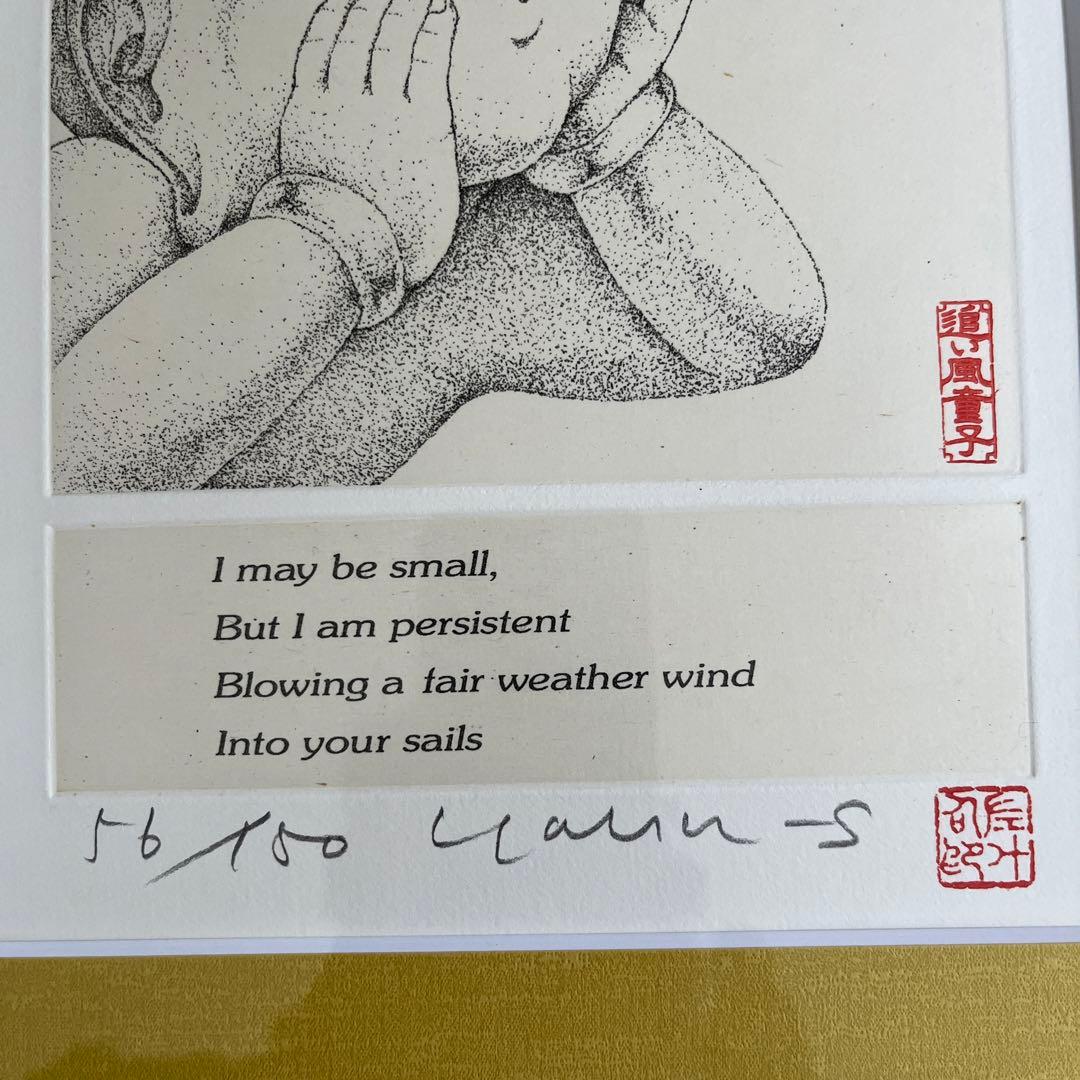 追い風童子
I may be small,
But I am persistent
Blowing a fair weather wind
Into your sails
56/150